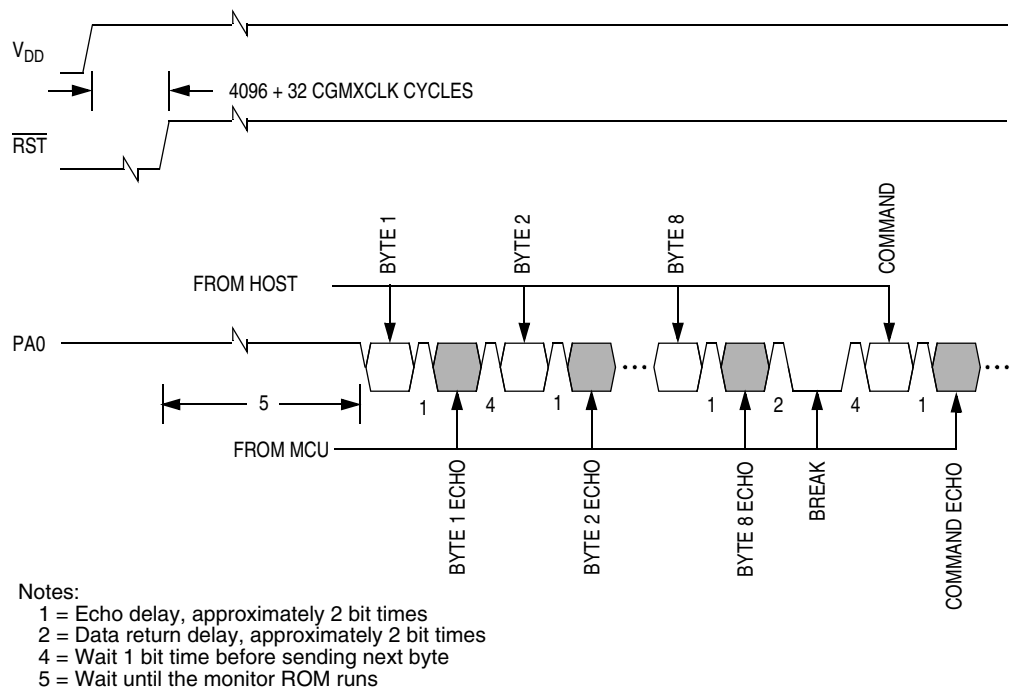 VDD
4096 + 32 CGMXCLK CYCLES
RST
BYTE 1
BYTE 2
BYTE 8
COMMAND
FROM HOST
PA0
5
1
4
1
1
2
4
1
FROM MCU
BYTE 1 ECHO
BYTE 2 ECHO
BYTE 8 ECHO
BREAK
COMMAND ECHO
Notes:
1 = Echo delay, approximately 2 bit times
2 = Data return delay, approximately 2 bit times
4 = Wait 1 bit time before sending next byte
5 = Wait until the monitor ROM runs